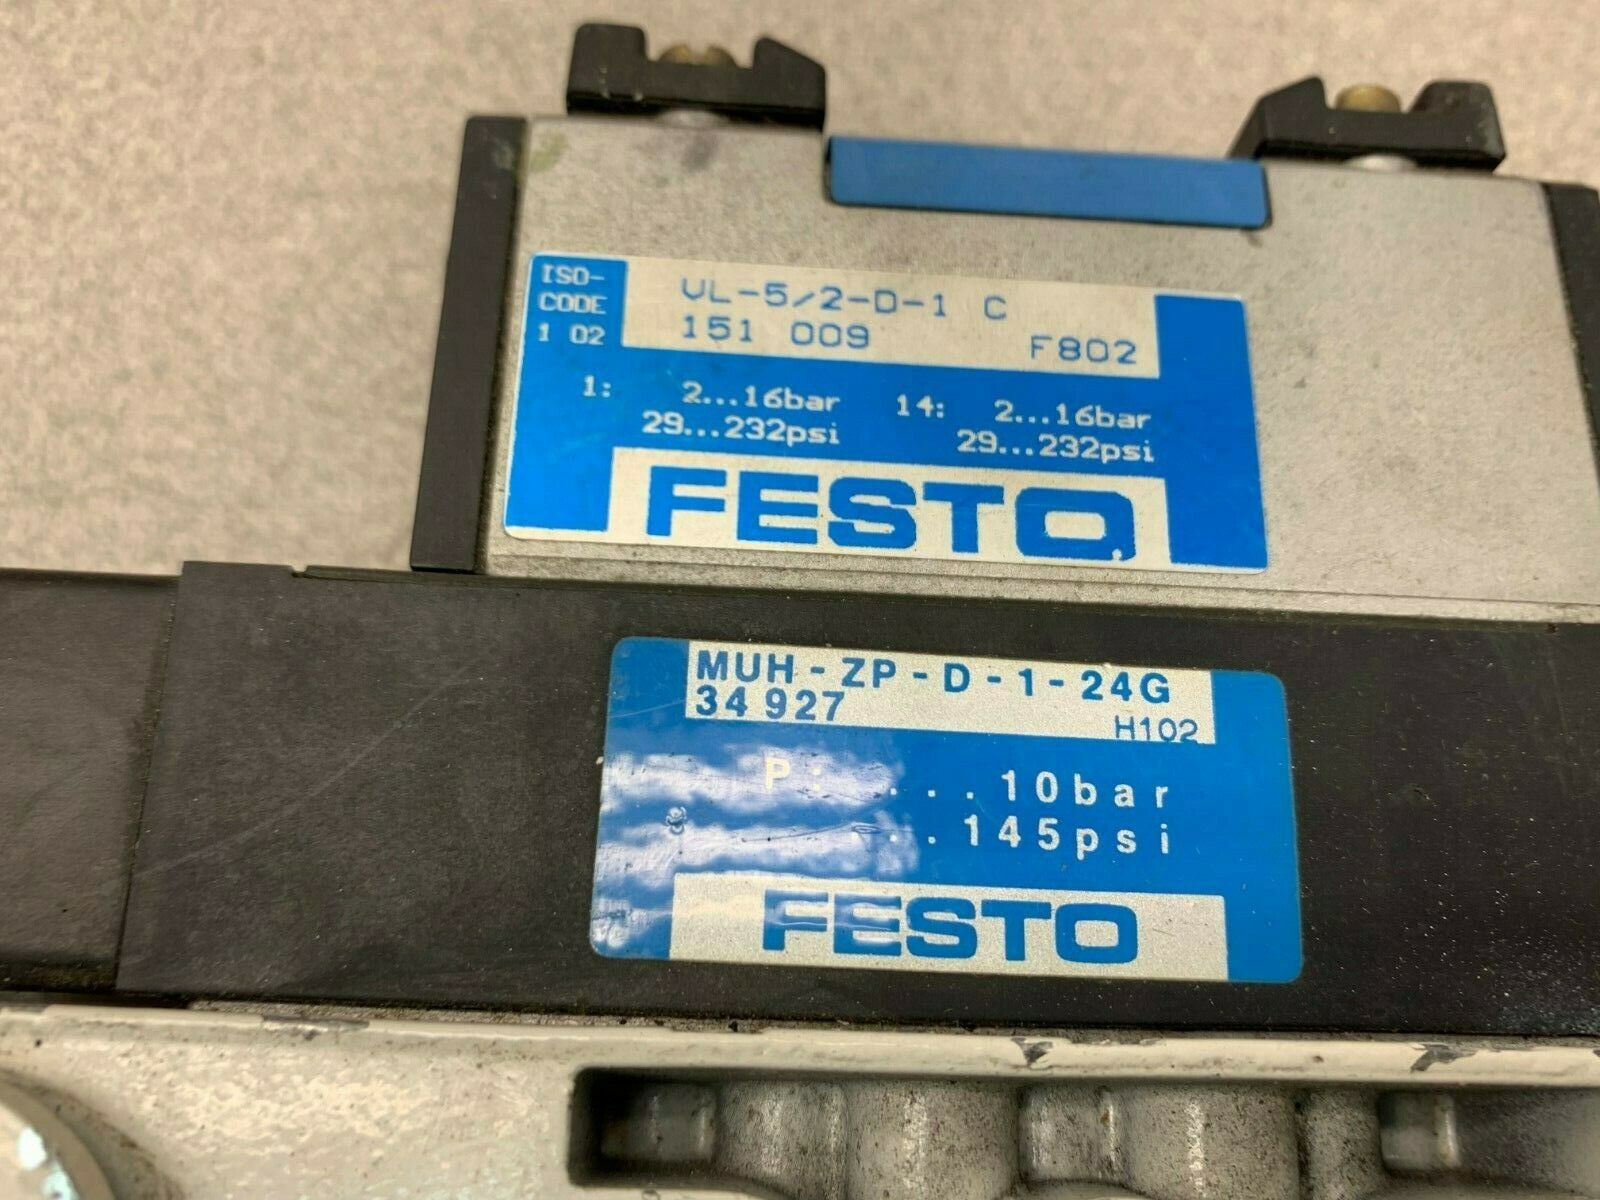 ISO-
CODE
1 02
VL-5/2-D-1 C
151 009 F802
1: 2...16bar 14: 2...16bar
29...232psi 29...232psi
FESTO
MUH-ZP-D-1-24G
34 927 H102
P: ...10bar
...145psi
FESTO